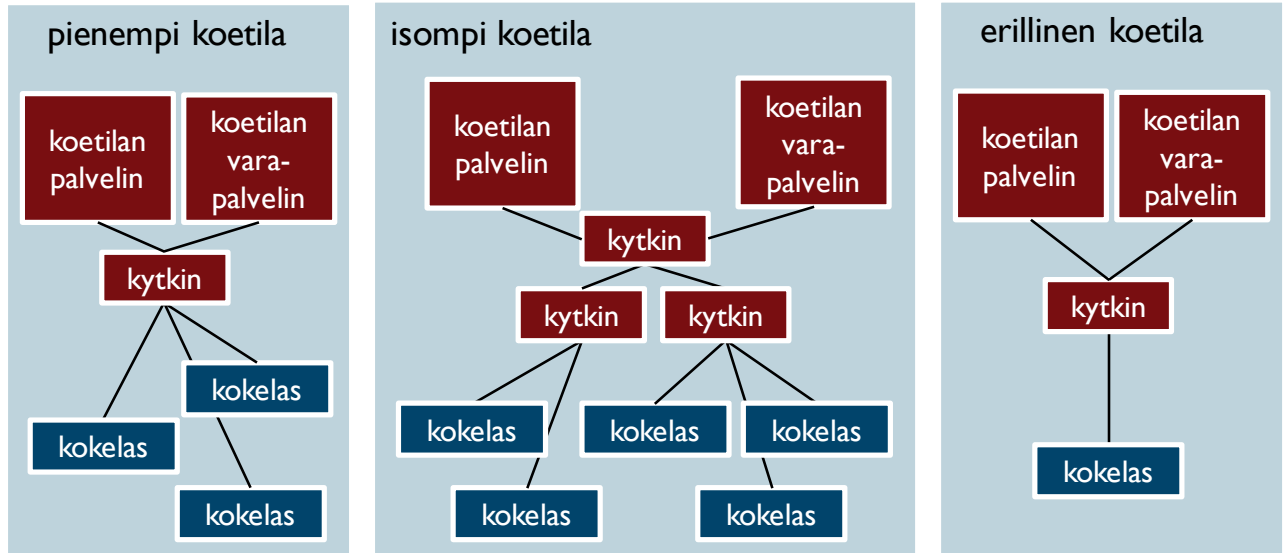 pienempi koetila
koetilan
palvelin
koetilan
vara-
palvelin
kytkin
kokelas
kokelas
kokelas
isompi koetila
koetilan
palvelin
koetilan
vara-
palvelin
kytkin
kytkin
kytkin
kokelas
kokelas
kokelas
kokelas
kokelas
erillinen koetila
koetilan
palvelin
koetilan
vara-
palvelin
kytkin
kokelas